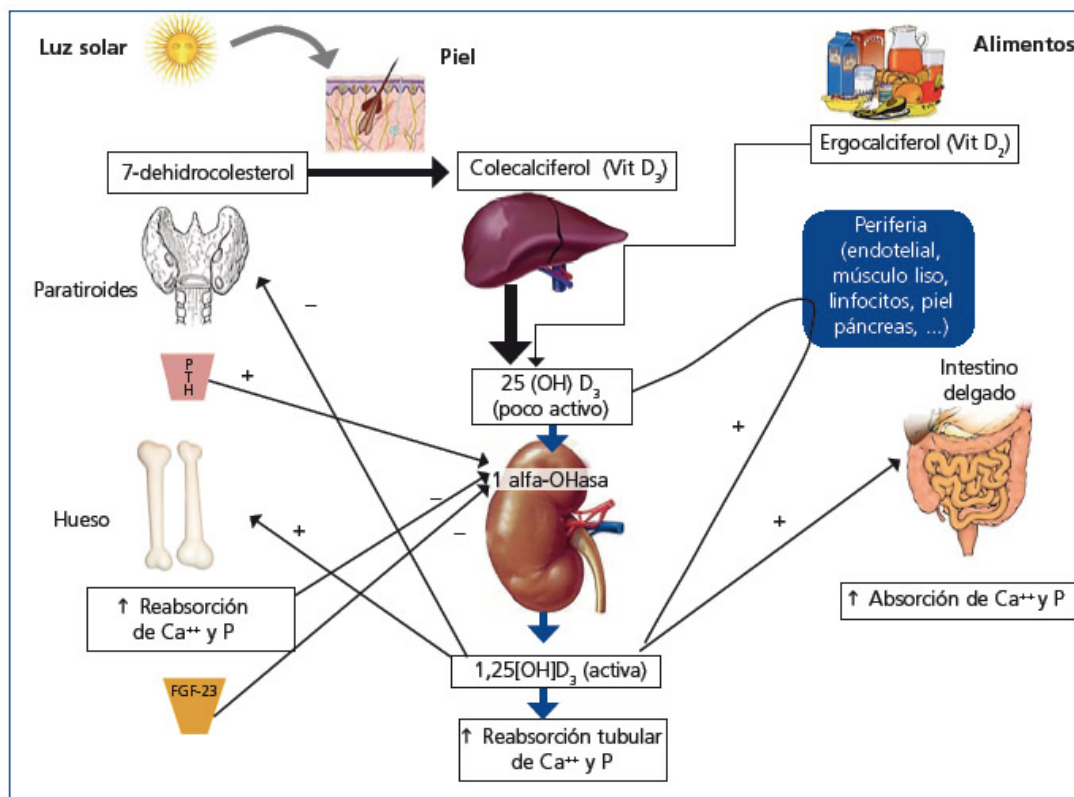 Luz solar
Piel
Alimentos
Ergocalciferol (Vit D₂)
7-dehidrocolesterol
Colecalciferol (Vit D₃)
Periferia
(endotelial,
músculo liso,
linfocitos, piel
páncreas, ...)
Paratiroides
–
P
T
H
+
25 (OH) D₃
(poco activo)
+
Intestino
delgado
1 alfa-OHasa
–
Hueso
+
–
+
↑ Reabsorción
de Ca⁺⁺ y P
↑ Absorción de Ca⁺⁺ y P
1,25[OH]D₃ (activa)
FGF-23
↑ Reabsorción tubular
de Ca⁺⁺ y P